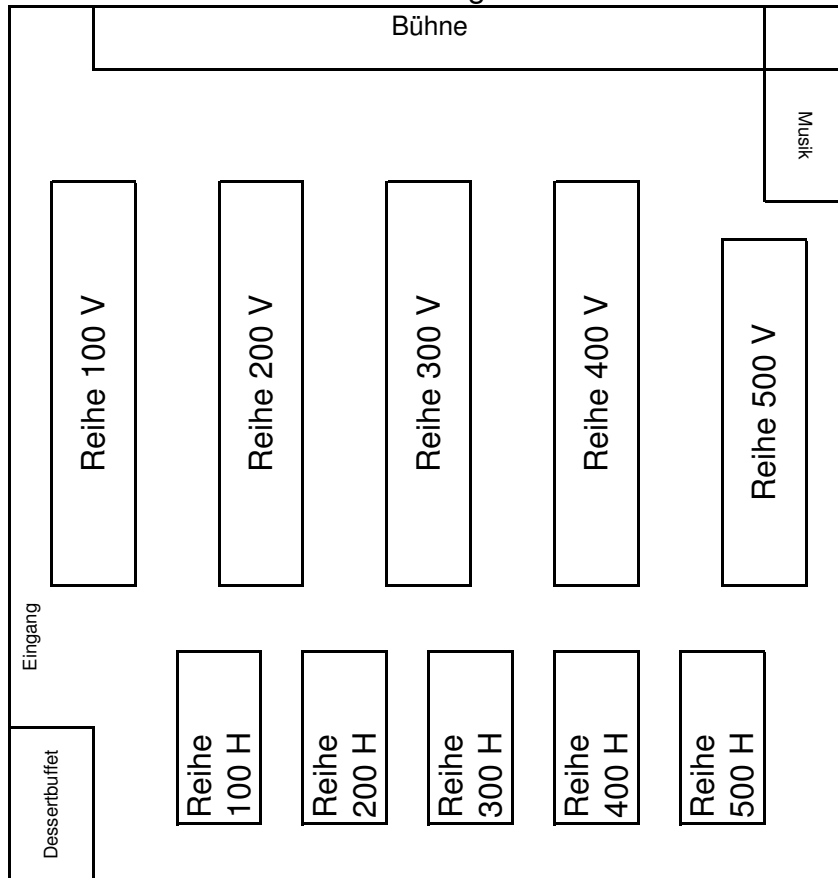 Bühne
Musik
Reihe 100 V
Reihe 200 V
Reihe 300 V
Reihe 400 V
Reihe 500 V
Eingang
Reihe
100 H
Reihe
200 H
Reihe
300 H
Reihe
400 H
Reihe
500 H
Dessertbuffet